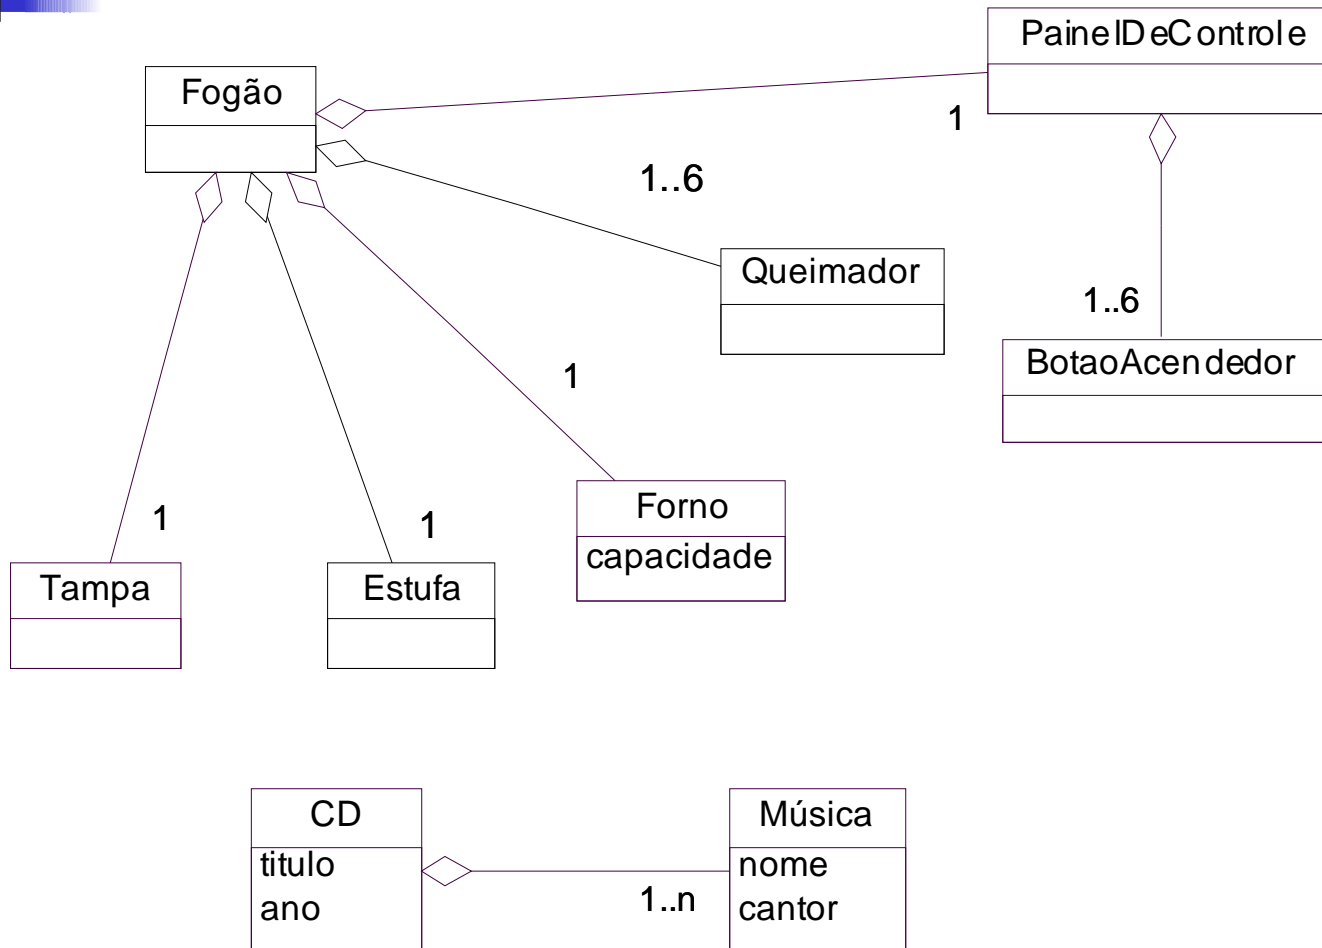 PainelDeControle
Fogão
1
1..6
Queimador
1..6
BotaoAcendedor
1
Forno
capacidade
1
1
Tampa
Estufa
CD
titulo
ano
1..n
Música
nome
cantor